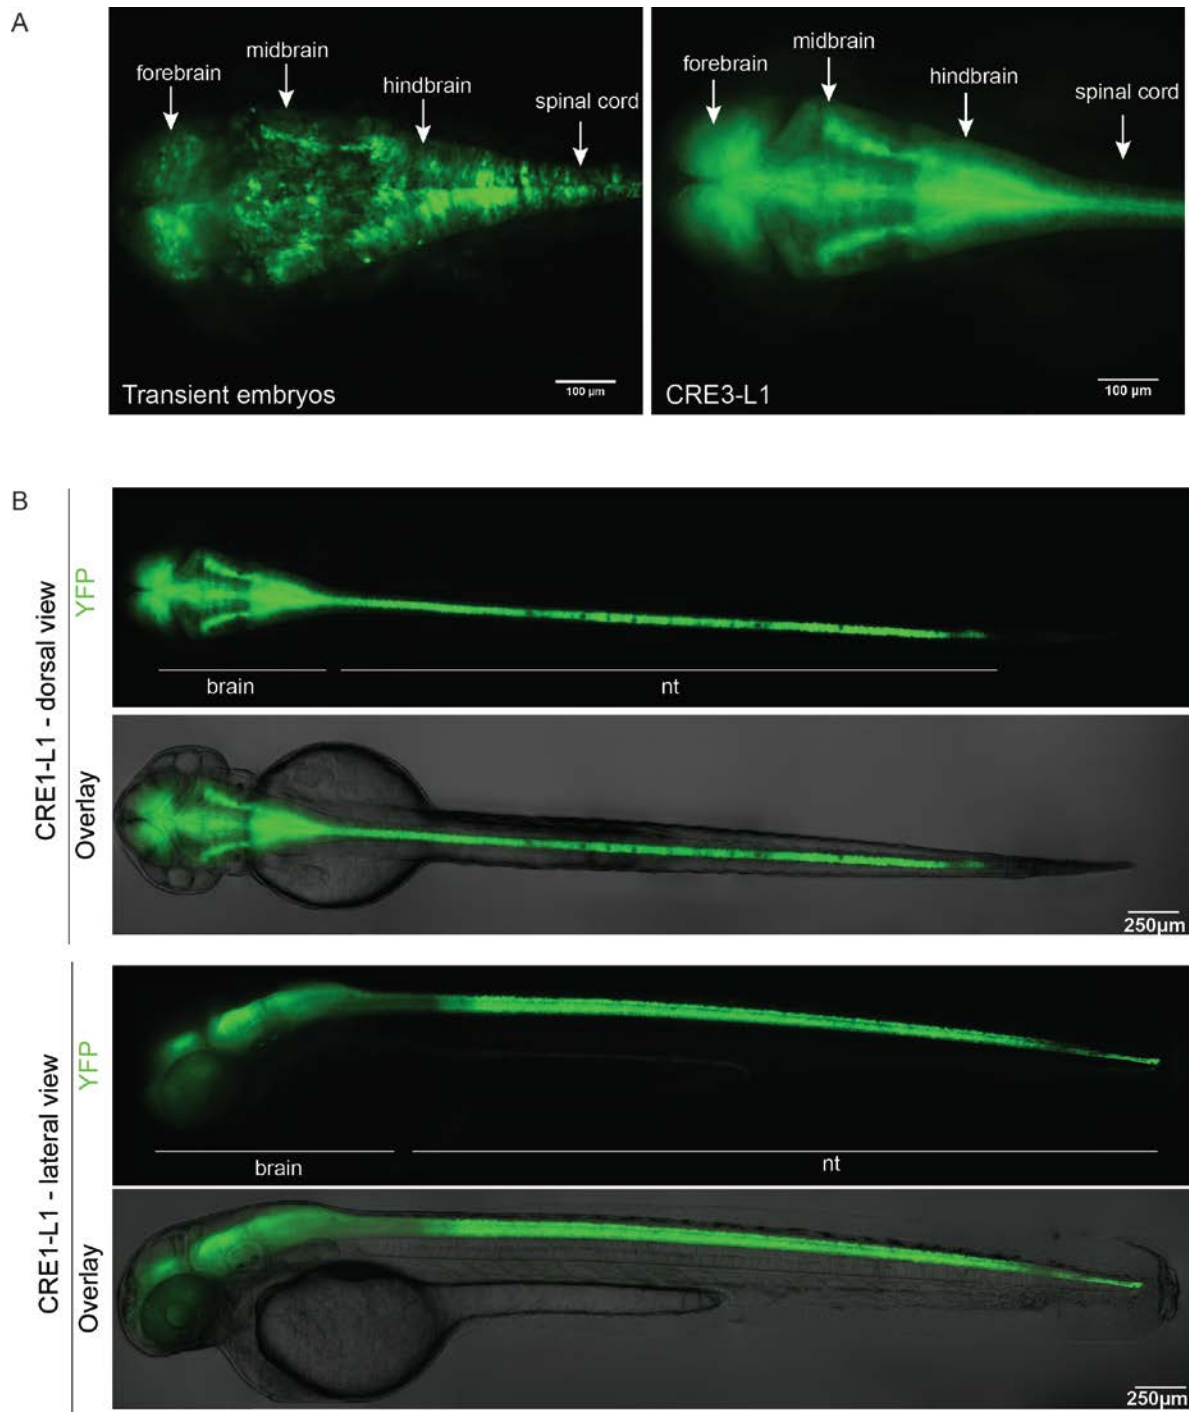 A
forebrain
midbrain
hindbrain
spinal cord
100 µm
Transient embryos
forebrain
midbrain
hindbrain
spinal cord
100 µm
CRE3-L1
B
CRE1-L1 - dorsal view
YFP
brain
nt
Overlay
250µm
CRE1-L1 - lateral view
YFP
brain
nt
Overlay
250µm